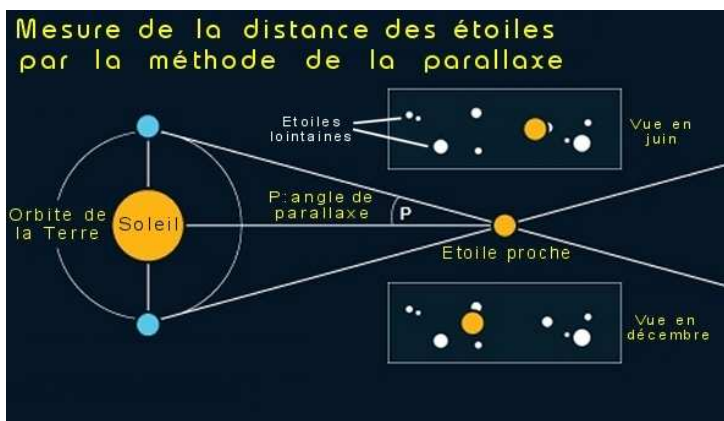 Mesure de la distance des étoiles
par la méthode de la parallaxe
Etoiles
lointaines
Vue en
juin
P:angle de
parallaxe
P
Orbite de
la Terre
Soleil
Etoile proche
Vue en
décembre